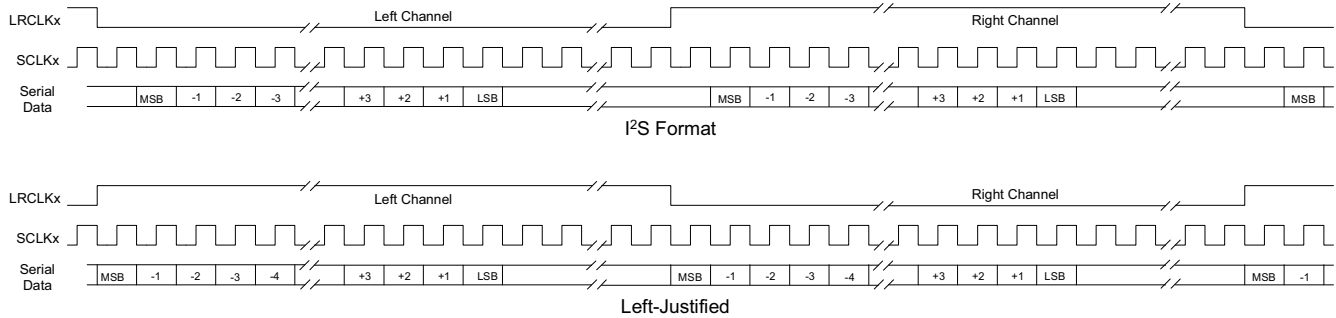 Left Channel Right Channel
LRCLKx
SCLKx
Serial Data MSB -1 -2 -3 +3 +2 +1 LSB MSB -1 -2 -3 +3 +2 +1 LSB MSB
I²S Format
LRCLKx
Left Channel Right Channel
SCLKx
Serial Data MSB -1 -2 -3 -4 +3 +2 +1 LSB MSB -1 -2 -3 -4 +3 +2 +1 LSB MSB -1
Left-Justified